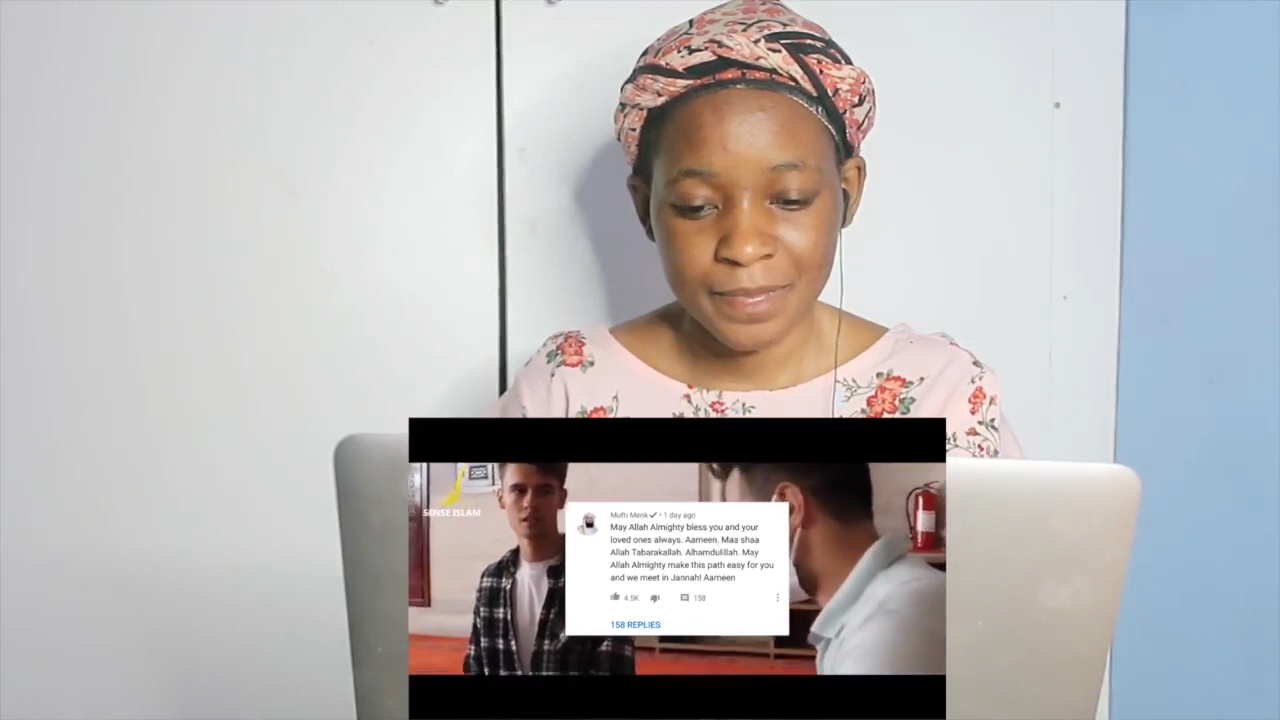 SENSE ISLAM
Mufti Menk • 1 day ago
May Allah Almighty bless you and your
loved ones always. Aameen. Maa shaa
Allah Tabarakallah. Alhamdulillah. May
Allah Almighty make this path easy for you
and we meet in Jannah! Aameen
4.5K 158
158 REPLIES